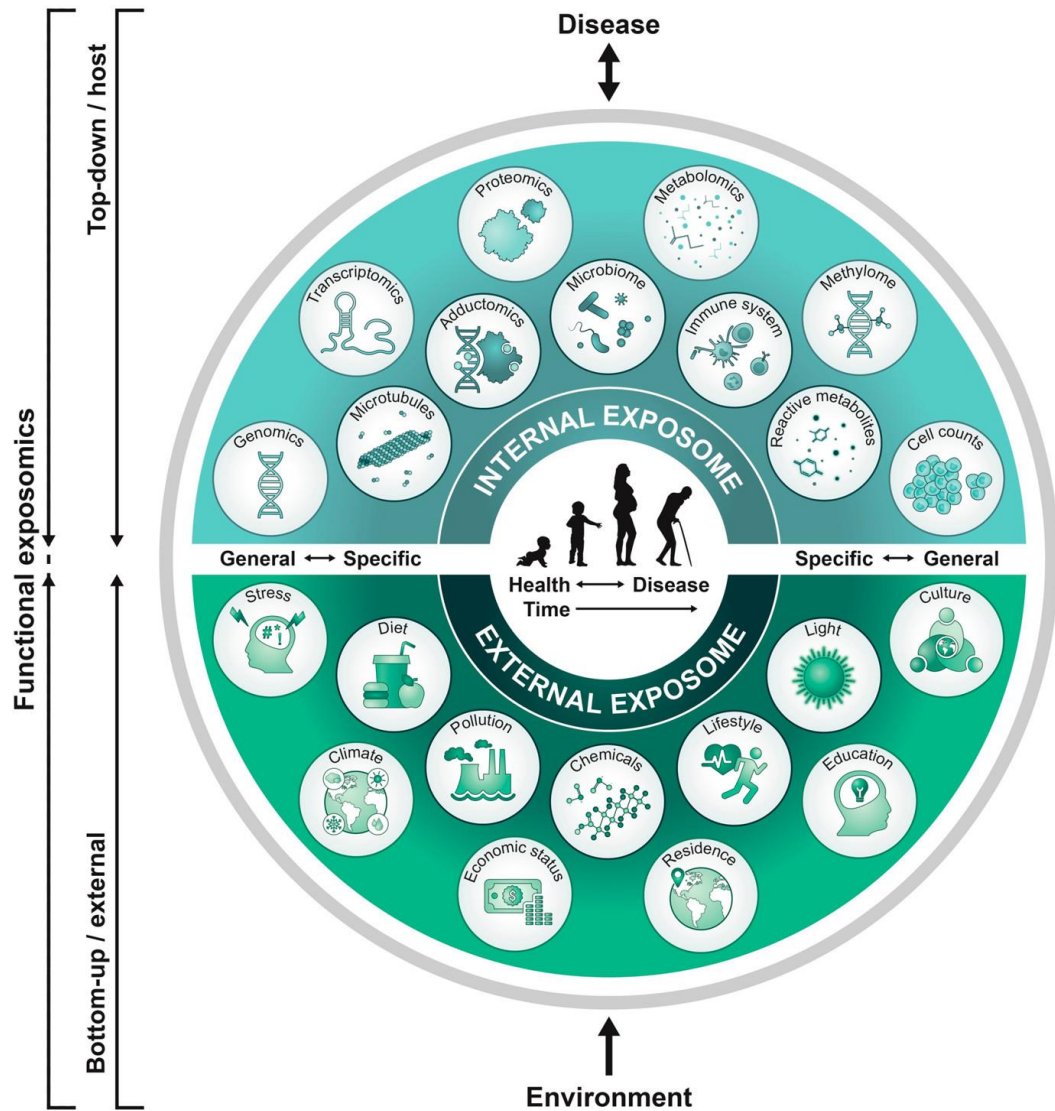 Disease
Functional exposomics
Top-down / host
Bottom-up / external
Proteomics
Metabolomics
Transcriptomics
Adductomics
Microbiome
Immune system
Methylome
Genomics
Microtubules
Reactive metabolites
Cell counts
INTERNAL EXPOSOME
General
Specific
Specific
General
Health
Disease
Time
EXTERNAL EXPOSOME
Stress
#*!
Diet
Light
Culture
Climate
Pollution
Chemicals
Lifestyle
Education
Economic status
$
Residence
Environment